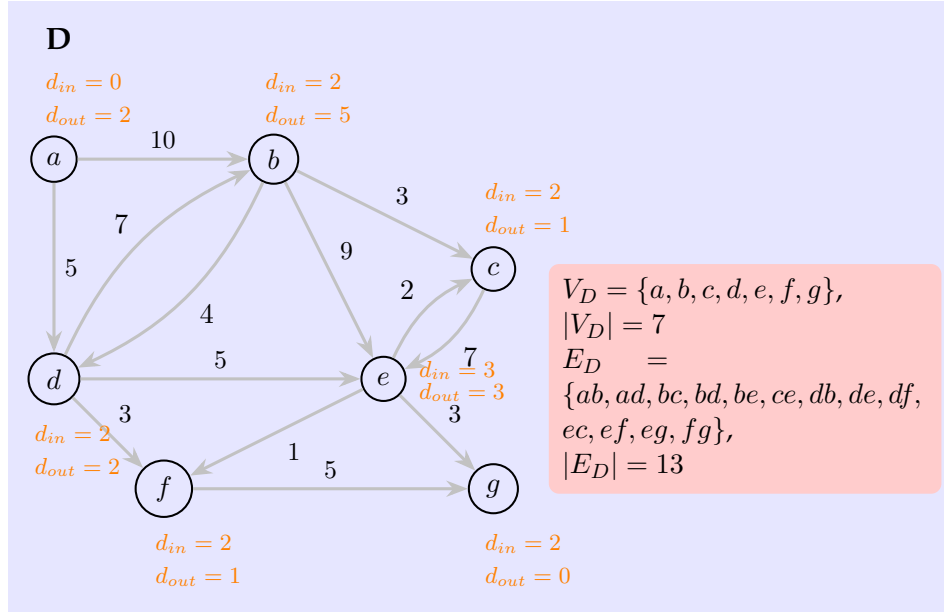 D
d_in = 0
d_out = 2
d_in = 2
d_out = 5
a
10
b
d_in = 2
d_out = 1
3
7
9
5
c
2
4
V_D = {a, b, c, d, e, f, g},
|V_D| = 7
E_D =
{ab, ad, bc, bd, be, ce, db, de, df,
ec, ef, eg, fg},
|E_D| = 13
5
7
d
e
d_in = 3
d_out = 3
3
3
d_in = 2
d_out = 2
1
5
f
g
d_in = 2
d_out = 1
d_in = 2
d_out = 0